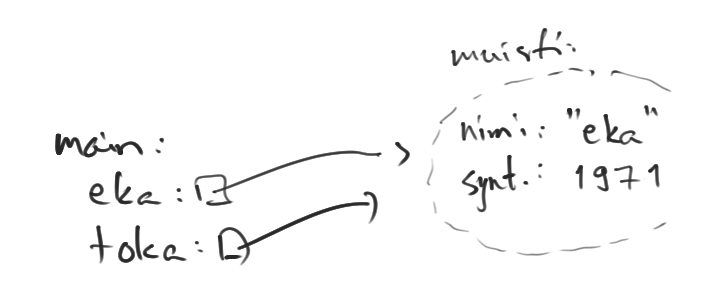 muisti:
nimi: "eka"
synt.: 1971
main:
eka:
toka: